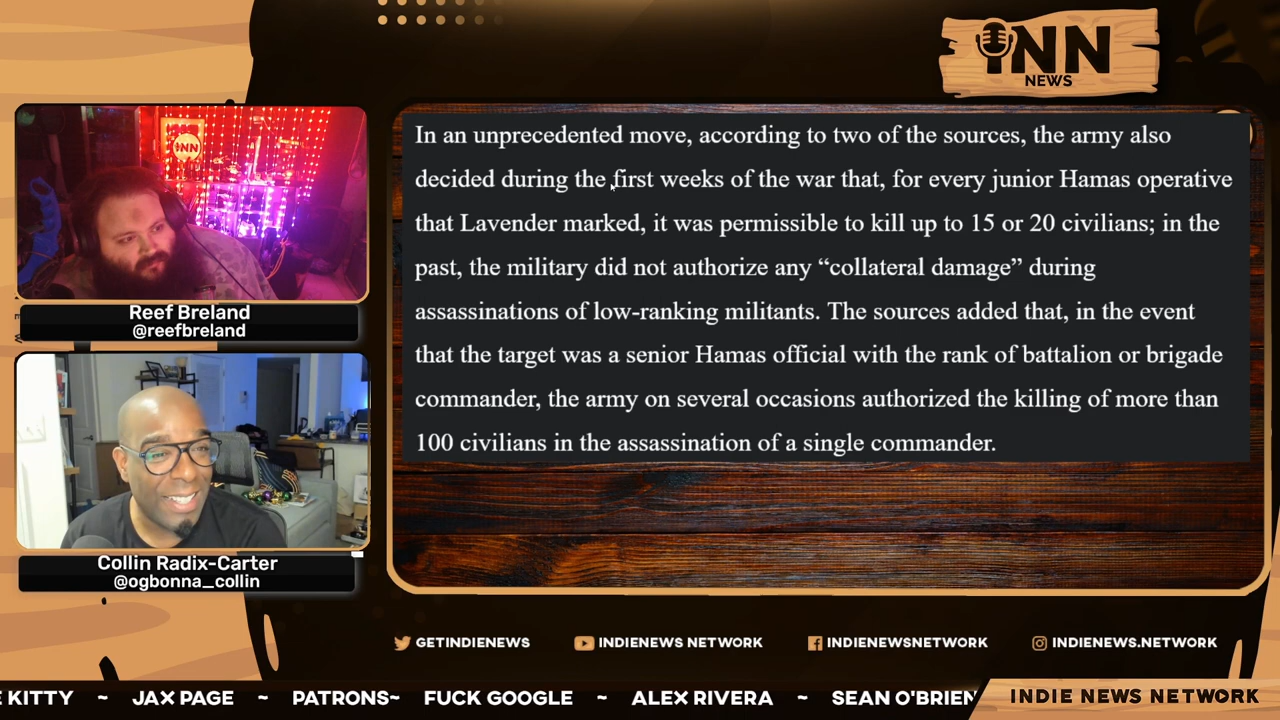 iNN
NEWS
iNN
In an unprecedented move, according to two of the sources, the army also
decided during the first weeks of the war that, for every junior Hamas operative
that Lavender marked, it was permissible to kill up to 15 or 20 civilians; in the
past, the military did not authorize any “collateral damage” during
assassinations of low-ranking militants. The sources added that, in the event
that the target was a senior Hamas official with the rank of battalion or brigade
commander, the army on several occasions authorized the killing of more than
100 civilians in the assassination of a single commander.
Reef Breland
@reefbreland
Collin Radix-Carter
@ogbonna_collin
GETINDIENEWS
INDIENEWS NETWORK
INDIENEWSNETWORK
INDIENEWS.NETWORK
KITTY ~ JAX PAGE ~ PATRONS~ FUCK GOOGLE ~ ALEX RIVERA ~ SEAN O'BRIEN
INDIE NEWS NETWORK